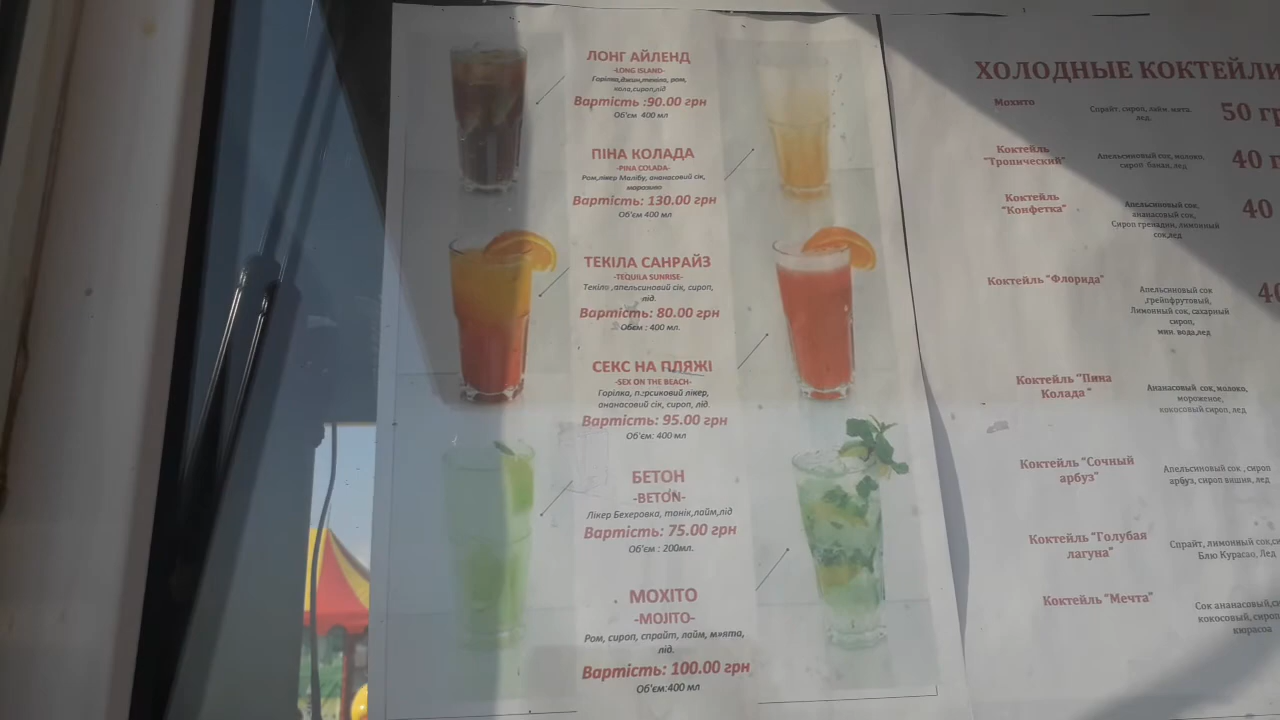 ЛОНГ АЙЛЕНД
-LONG ISLAND-
Горілка,джин,текіла, ром,
кола,сироп,лід
Вартість :90.00 грн
Об'єм 400 мл
ПІНА КОЛАДА
-PINA COLADA-
Ром,лікер Малібу, ананасовий сік,
морозиво
Вартість: 130.00 грн
Об'єм 400 мл
ТЕКІЛА САНРАЙЗ
-TEQUILA SUNRISE-
Текіла ,апельсиновий сік, сироп,
лід.
Вартість: 80.00 грн
Обєм : 400 мл.
СЕКС НА ПЛЯЖІ
-SEX ON THE BEACH-
Горілка, персиковий лікер,
ананасовий сік, сироп, лід.
Вартість: 95.00 грн
Об'єм: 400 мл
БЕТОН
-BETON-
Лікер Бехеровка, тонік,лайм,лід
Вартість: 75.00 грн
Об'єм : 200мл.
МОХІТО
-MOJITO-
Ром, сироп, спрайт, лайм, м»ята,
лід.
Вартість: 100.00 грн
Об'єм:400 мл
ХОЛОДНЫЕ КОКТЕЙЛИ
Мохито
Спрайт, сироп, лайм, мята,
лед.
50 гр
Коктейль
"Тропический"
Апельсиновый сок, молоко,
сироп банан, лед
40 г
Коктейль
"Конфетка"
Апельсиновый сок,
ананасовый сок,
Сироп гренадин, лимонный
сок,лед
40
Коктейль "Флорида"
Апельсиновый сок
,грейпфрутовый,
Лимонный сок, сахарный
сироп,
мин. вода,лед
40
Коктейль "Пина
Колада "
Ананасовый сок, молоко,
мороженое,
кокосовый сироп, лед
Коктейль "Сочный
арбуз"
Апельсиновый сок , сироп
арбуз, сироп вишня, лед
Коктейль "Голубая
лагуна"
Спрайт, лимонный сок,си
Блю Курасао, Лед
Коктейль "Мечта"
Сок ананасовый,с
кокосовый, сироп
кюрасоа